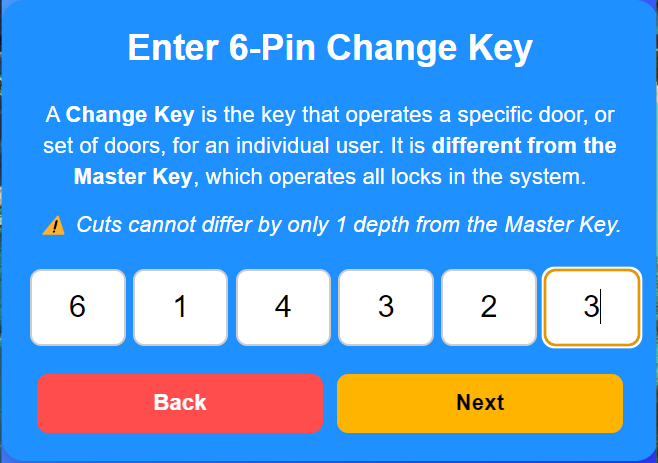 Enter 6-Pin Change Key
A Change Key is the key that operates a specific door, or
set of doors, for an individual user. It is different from the
Master Key, which operates all locks in the system.
⚠️ Cuts cannot differ by only 1 depth from the Master Key.
6 1 4 3 2 3
Back Next